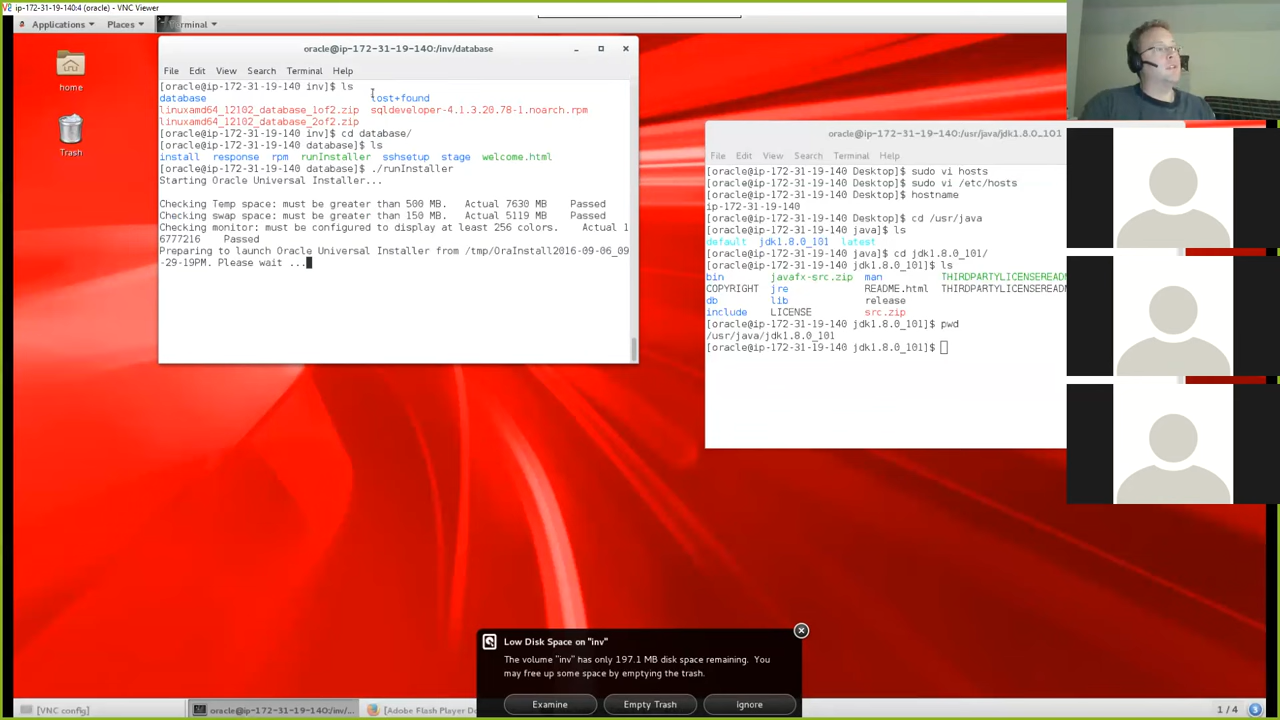 ip-172-31-19-140:4 (oracle) - VNC Viewer
Applications Places Terminal
home
Trash
oracle@ip-172-31-19-140:/inv/database
File Edit View Search Terminal Help
[oracle@ip-172-31-19-140 inv]$ ls
database lost+found
linuxamd64_12102_database_1of2.zip sqldeveloper-4.1.3.20.78-1.noarch.rpm
linuxamd64_12102_database_2of2.zip
[oracle@ip-172-31-19-140 inv]$ cd database/
[oracle@ip-172-31-19-140 database]$ ls
install response rpm runInstaller sshsetup stage welcome.html
[oracle@ip-172-31-19-140 database]$ ./runInstaller
Starting Oracle Universal Installer...
Checking Temp space: must be greater than 500 MB. Actual 7630 MB Passed
Checking swap space: must be greater than 150 MB. Actual 5119 MB Passed
Checking monitor: must be configured to display at least 256 colors. Actual 1
6777216 Passed
Preparing to launch Oracle Universal Installer from /tmp/OraInstall2016-09-06_09
-29-19PM. Please wait ...
oracle@ip-172-31-19-140:/usr/java/jdk1.8.0_101
File Edit View Search Terminal Help
[oracle@ip-172-31-19-140 Desktop]$ sudo vi hosts
[oracle@ip-172-31-19-140 Desktop]$ sudo vi /etc/hosts
[oracle@ip-172-31-19-140 Desktop]$ hostname
ip-172-31-19-140
[oracle@ip-172-31-19-140 Desktop]$ cd /usr/java
[oracle@ip-172-31-19-140 java]$ ls
default jdk1.8.0_101 latest
[oracle@ip-172-31-19-140 java]$ cd jdk1.8.0_101/
[oracle@ip-172-31-19-140 jdk1.8.0_101]$ ls
bin javafx-src.zip man THIRDPARTYLICENSEREADM
COPYRIGHT jre README.html THIRDPARTYLICENSEREADM
db lib release
include LICENSE src.zip
[oracle@ip-172-31-19-140 jdk1.8.0_101]$ pwd
/usr/java/jdk1.8.0_101
[oracle@ip-172-31-19-140 jdk1.8.0_101]$
Low Disk Space on "inv"
The volume "inv" has only 197.1 MB disk space remaining. You
may free up some space by emptying the trash.
Examine Empty Trash Ignore
[VNC config] oracle@ip-172-31-19-140:/inv/... [Adobe Flash Player Do 1 / 4 3